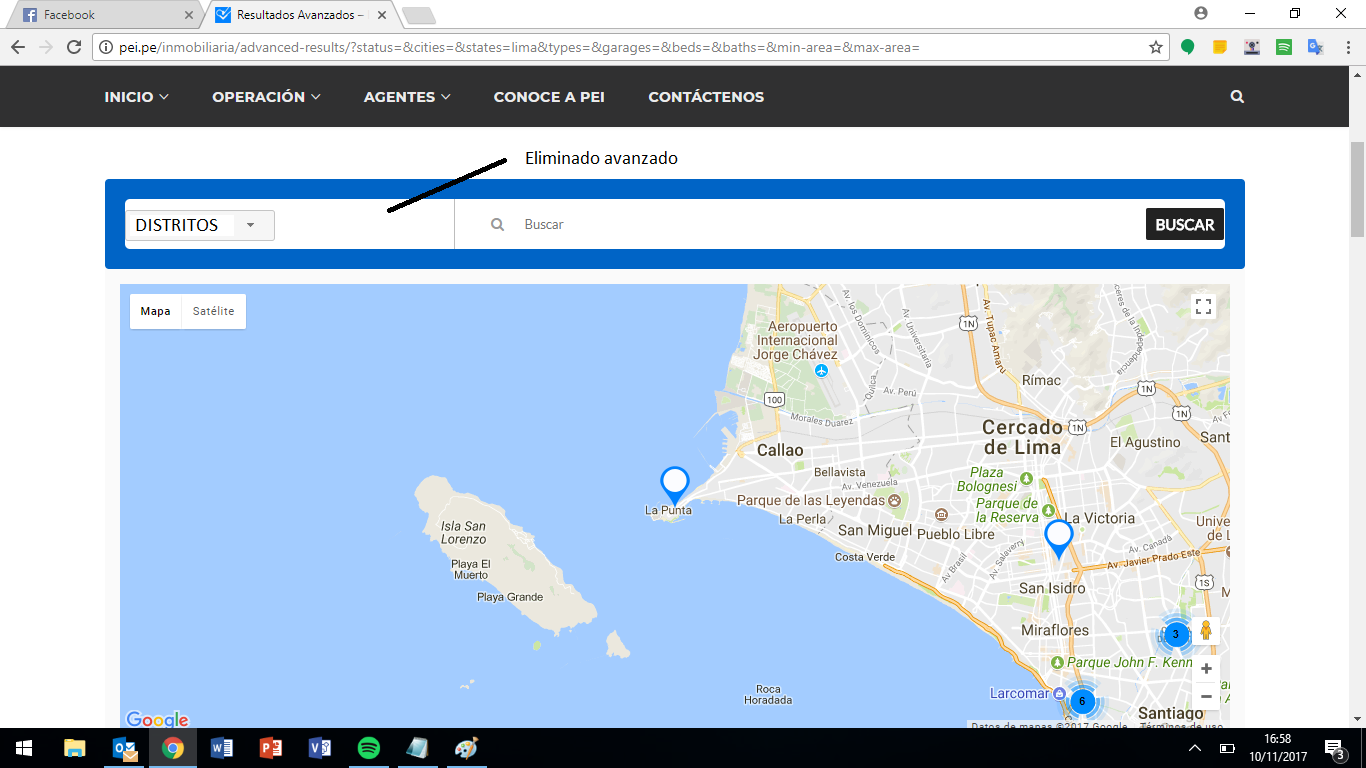 Facebook
Resultados Avanzados –
pei.pe/inmobiliaria/advanced-results/?status=&cities=&states=lima&types=&garages=&beds=&baths=&min-area=&max-area=
INICIO OPERACIÓN AGENTES CONOCE A PEI CONTÁCTENOS
Eliminado avanzado
DISTRITOS
Buscar
BUSCAR
Mapa Satélite
Aeropuerto
Internacional
Jorge Chávez
Av. los Dominicos
Av. Universitaria
1N
Av. Tupac Amaru
Av. Perú
Rímac
1N
100
Morales Duarez
1N
1N
Cercado
de Lima
El Agustino
Sant
Callao
Bellavista
Av. Venezuela
Plaza
Bolognesi
Parque de las Leyendas
Parque de
la Reserva
La Punta
La Perla
San Miguel
Pueblo Libre
La Victoria
Unive
de L
Isla San
Lorenzo
Costa Verde
Av Brasil
Av. Salaverry
Av. Canadá
Av. Javier Prado Este
Playa El
Muerto
Playa Grande
San Isidro
1S
Miraflores
3
Parque John F. Kenn
Roca
Horadada
Larcomar
6
Santiago
Google
Datos de mapas ©2017 Google
Términos de uso
16:58
10/11/2017
3